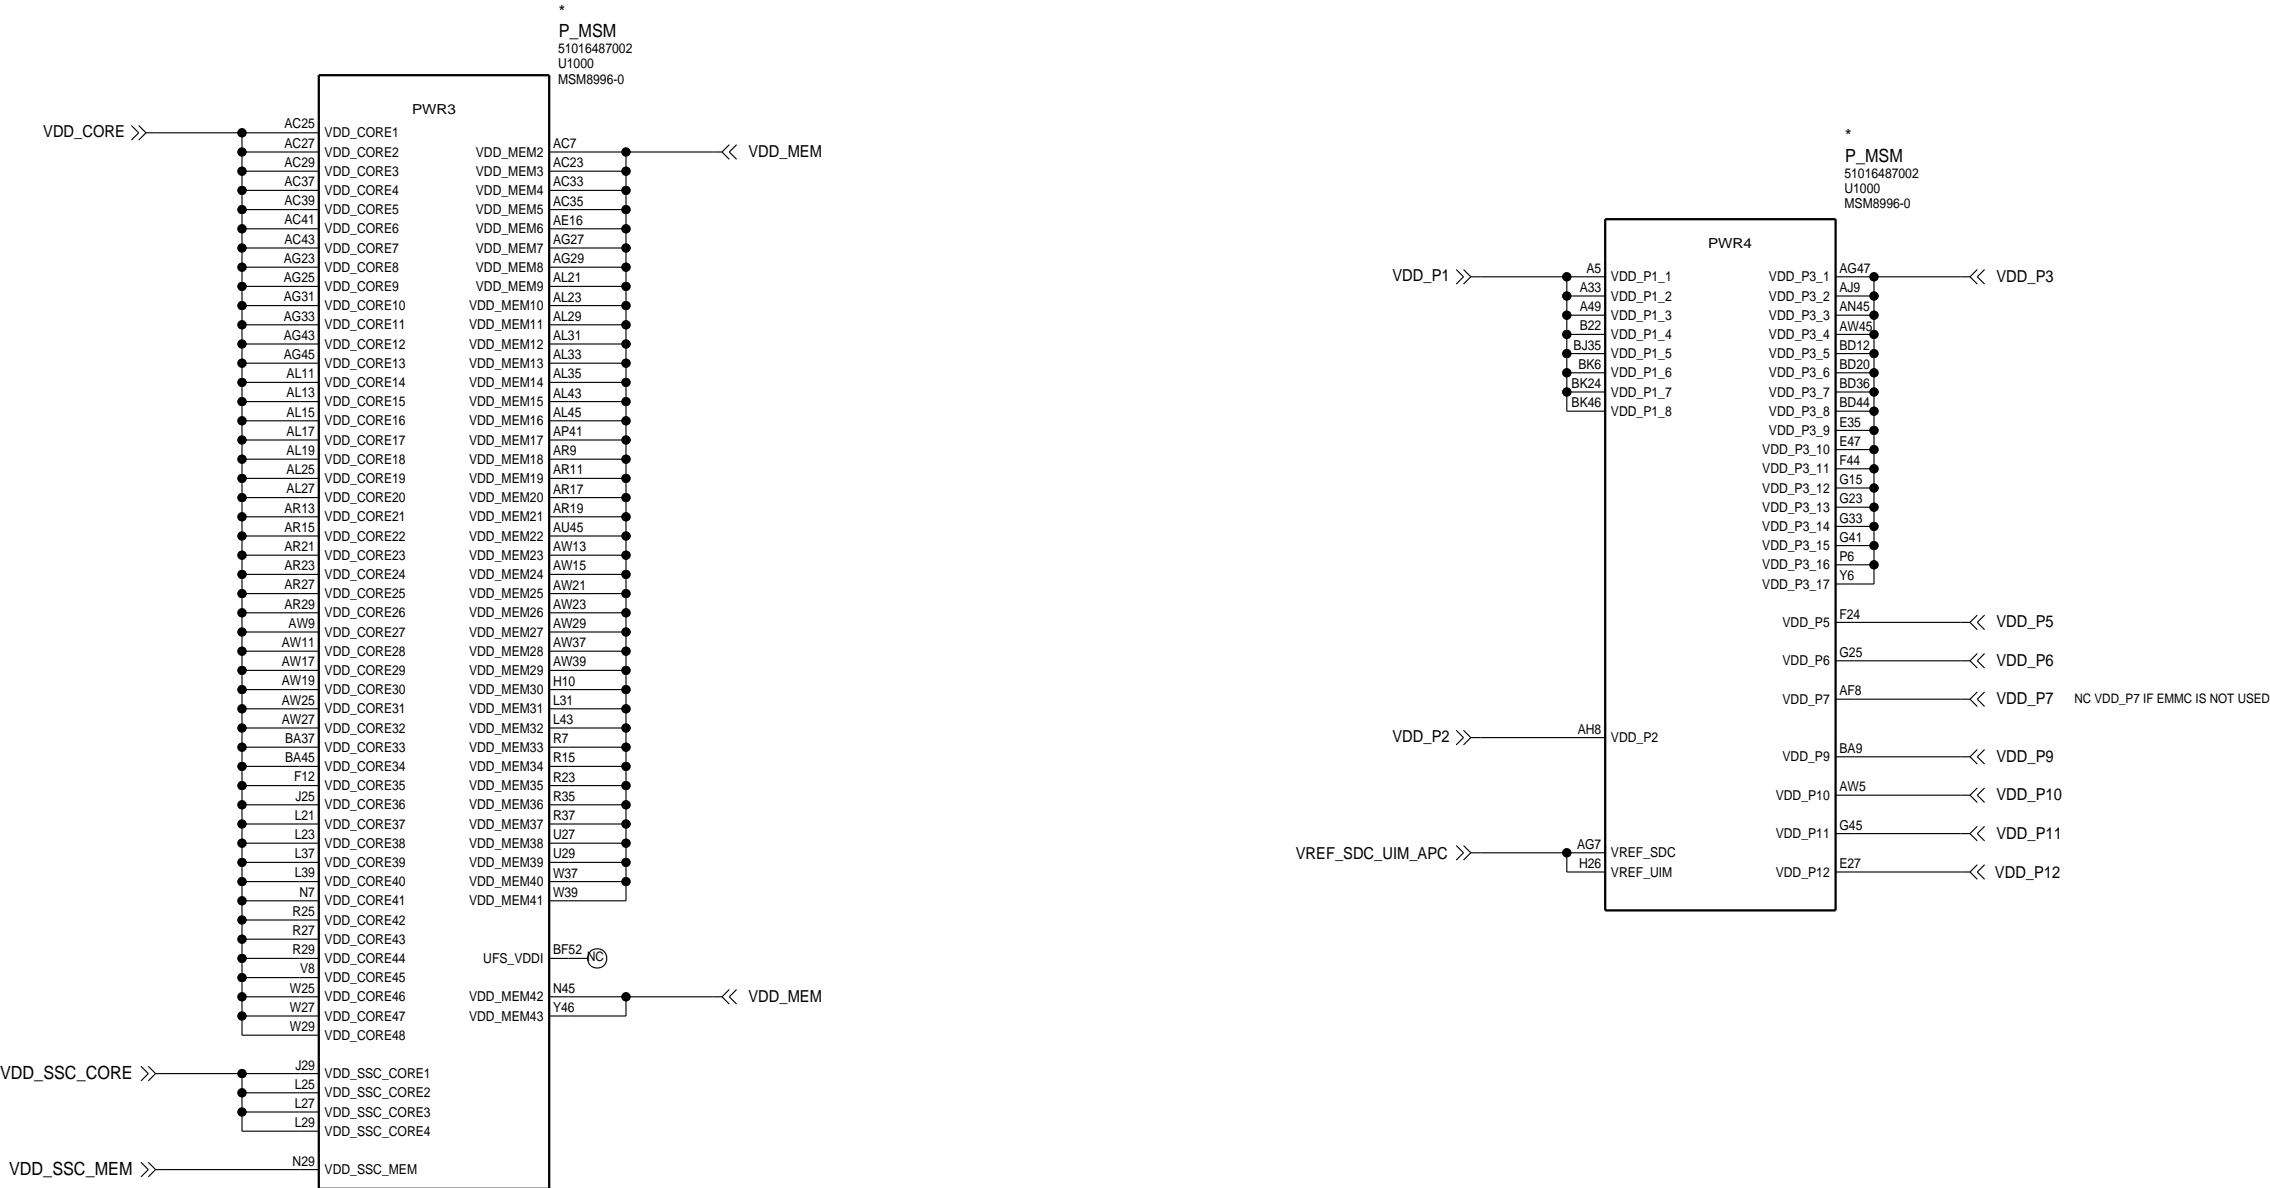 *
P_MSM
51016487002
U1000
MSM8996-0
PWR3
VDD_CORE
AC25 VDD_CORE1
AC27 VDD_CORE2
AC29 VDD_CORE3
AC37 VDD_CORE4
AC39 VDD_CORE5
AC41 VDD_CORE6
AC43 VDD_CORE7
AG23 VDD_CORE8
AG25 VDD_CORE9
AG31 VDD_CORE10
AG33 VDD_CORE11
AG43 VDD_CORE12
AG45 VDD_CORE13
AL11 VDD_CORE14
AL13 VDD_CORE15
AL15 VDD_CORE16
AL17 VDD_CORE17
AL19 VDD_CORE18
AL25 VDD_CORE19
AL27 VDD_CORE20
AR13 VDD_CORE21
AR15 VDD_CORE22
AR21 VDD_CORE23
AR23 VDD_CORE24
AR27 VDD_CORE25
AR29 VDD_CORE26
AW9 VDD_CORE27
AW11 VDD_CORE28
AW17 VDD_CORE29
AW19 VDD_CORE30
AW25 VDD_CORE31
AW27 VDD_CORE32
BA37 VDD_CORE33
BA45 VDD_CORE34
F12 VDD_CORE35
J25 VDD_CORE36
L21 VDD_CORE37
L23 VDD_CORE38
L37 VDD_CORE39
L39 VDD_CORE40
N7 VDD_CORE41
R25 VDD_CORE42
R27 VDD_CORE43
R29 VDD_CORE44
V8 VDD_CORE45
W25 VDD_CORE46
W27 VDD_CORE47
W29 VDD_CORE48
VDD_SSC_CORE
J29 VDD_SSC_CORE1
L25 VDD_SSC_CORE2
L27 VDD_SSC_CORE3
L29 VDD_SSC_CORE4
VDD_SSC_MEM
N29 VDD_SSC_MEM
VDD_MEM2 AC7
VDD_MEM
VDD_MEM3 AC23
VDD_MEM4 AC33
VDD_MEM5 AC35
VDD_MEM6 AE16
VDD_MEM7 AG27
VDD_MEM8 AG29
VDD_MEM9 AL21
VDD_MEM10 AL23
VDD_MEM11 AL29
VDD_MEM12 AL31
VDD_MEM13 AL33
VDD_MEM14 AL35
VDD_MEM15 AL43
VDD_MEM16 AL45
VDD_MEM17 AP41
VDD_MEM18 AR9
VDD_MEM19 AR11
VDD_MEM20 AR17
VDD_MEM21 AR19
VDD_MEM22 AU45
VDD_MEM23 AW13
VDD_MEM24 AW15
VDD_MEM25 AW21
VDD_MEM26 AW23
VDD_MEM27 AW29
VDD_MEM28 AW37
VDD_MEM29 AW39
VDD_MEM30 H10
VDD_MEM31 L31
VDD_MEM32 L43
VDD_MEM33 R7
VDD_MEM34 R15
VDD_MEM35 R23
VDD_MEM36 R35
VDD_MEM37 R37
VDD_MEM38 U27
VDD_MEM39 U29
VDD_MEM40 W37
VDD_MEM41 W39
UFS_VDDI BF52 NC
VDD_MEM42 N45
VDD_MEM
VDD_MEM43 Y46
*
P_MSM
51016487002
U1000
MSM8996-0
PWR4
VDD_P1
A5 VDD_P1_1
A33 VDD_P1_2
A49 VDD_P1_3
B22 VDD_P1_4
BJ35 VDD_P1_5
BK6 VDD_P1_6
BK24 VDD_P1_7
BK46 VDD_P1_8
VDD_P2
AH8 VDD_P2
VREF_SDC_UIM_APC
AG7 VREF_SDC
H26 VREF_UIM
VDD_P3_1 AG47
VDD_P3
VDD_P3_2 AJ9
VDD_P3_3 AN45
VDD_P3_4 AW45
VDD_P3_5 BD12
VDD_P3_6 BD20
VDD_P3_7 BD36
VDD_P3_8 BD44
VDD_P3_9 E35
VDD_P3_10 E47
VDD_P3_11 F44
VDD_P3_12 G15
VDD_P3_13 G23
VDD_P3_14 G33
VDD_P3_15 G41
VDD_P3_16 P6
VDD_P3_17 Y6
VDD_P5 F24 VDD_P5
VDD_P6 G25 VDD_P6
VDD_P7 AF8 VDD_P7 NC VDD_P7 IF EMMC IS NOT USED
VDD_P9 BA9 VDD_P9
VDD_P10 AW5 VDD_P10
VDD_P11 G45 VDD_P11
VDD_P12 E27 VDD_P12